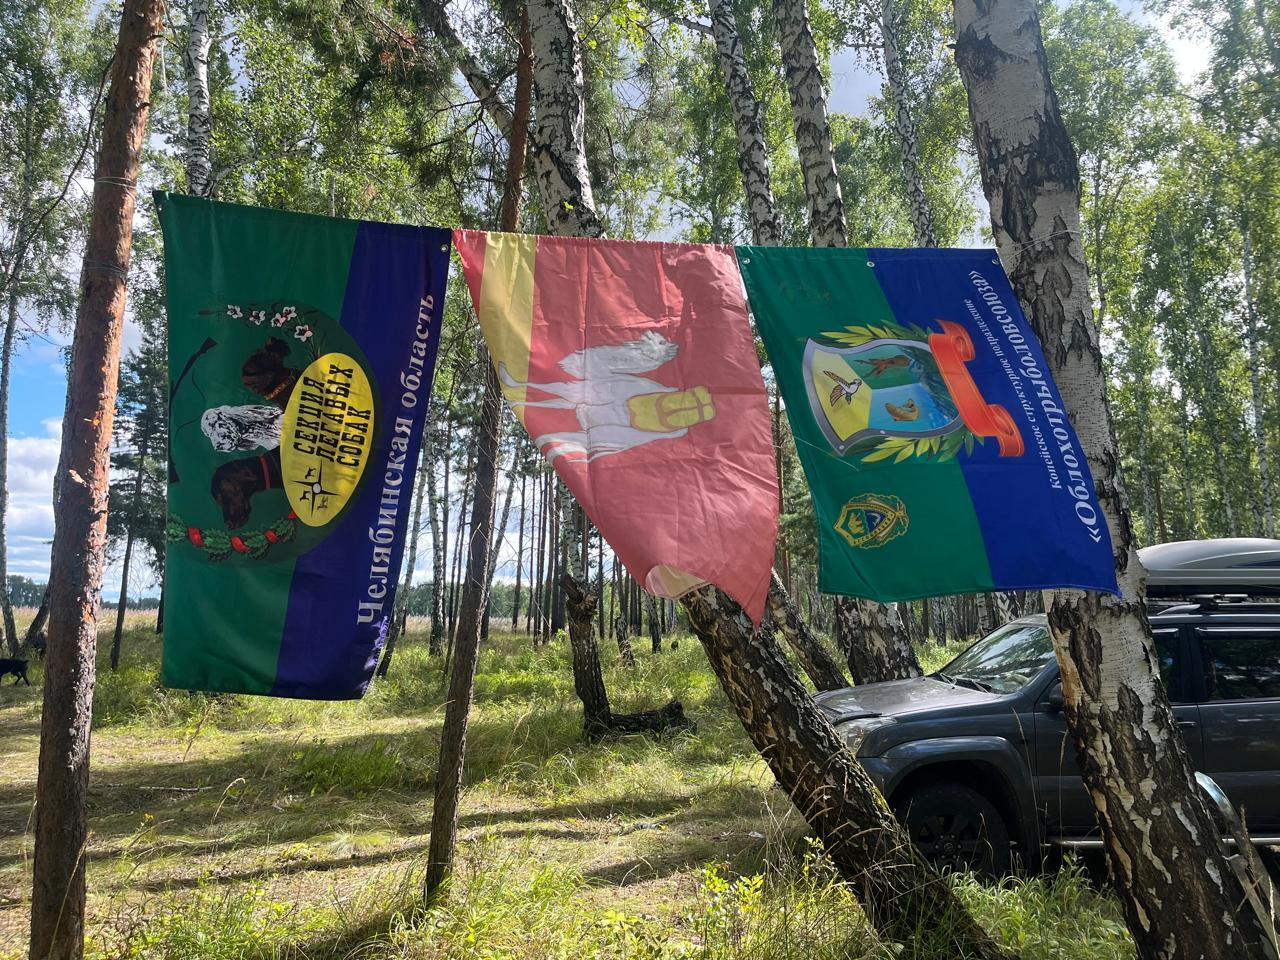 СЕКЦИЯ
ЛЕГАВЫХ
СОБАК
Челябинская область
Копейское структурное подразделение
«Облохотрыболовсоюза»